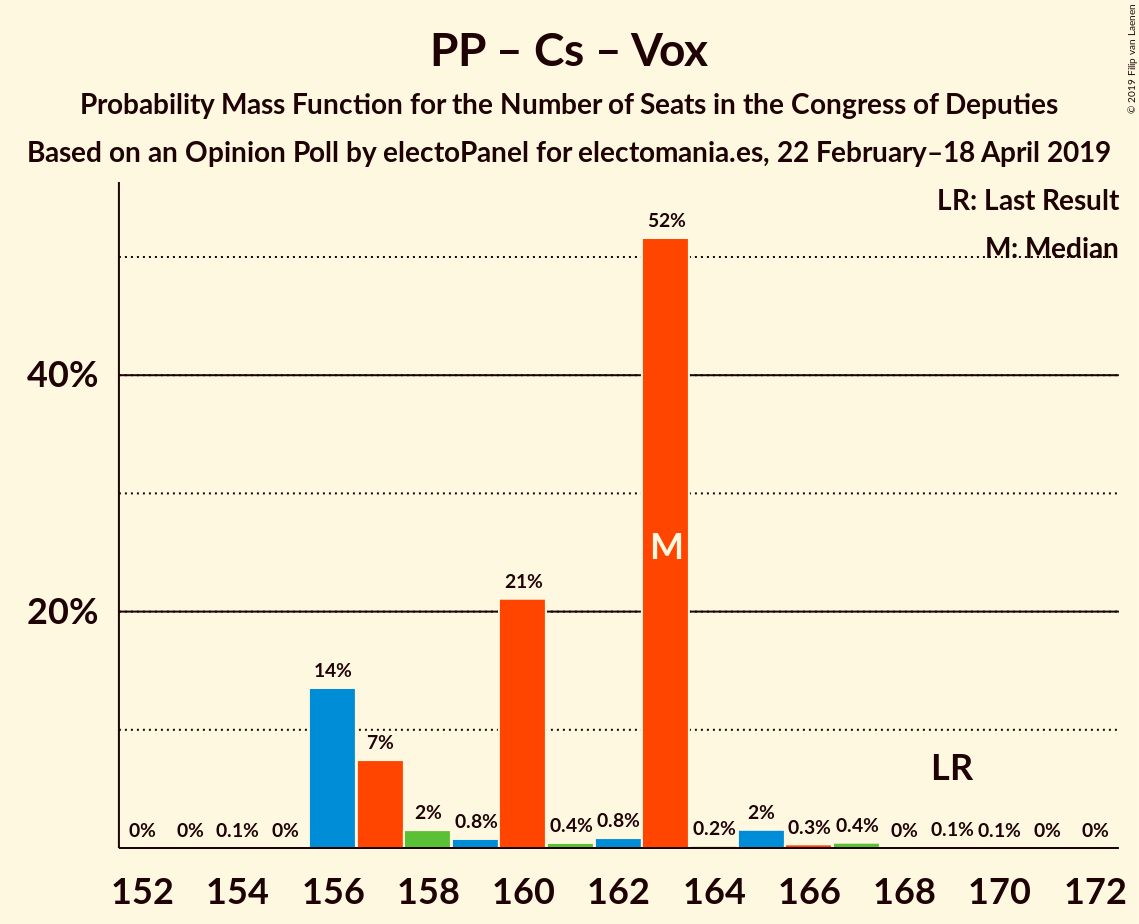 PP – Cs – Vox
Probability Mass Function for the Number of Seats in the Congress of Deputies
Based on an Opinion Poll by electoPanel for electomania.es, 22 February–18 April 2019
© 2019 Filip van Laenen
LR: Last Result
M: Median
52%
40%
M
21%
20%
14%
7%
LR
0% 0% 0.1% 0% 2% 0.8% 0.4% 0.8% 0.2% 2% 0.3% 0.4% 0% 0.1% 0.1% 0% 0%
152 154 156 158 160 162 164 166 168 170 172